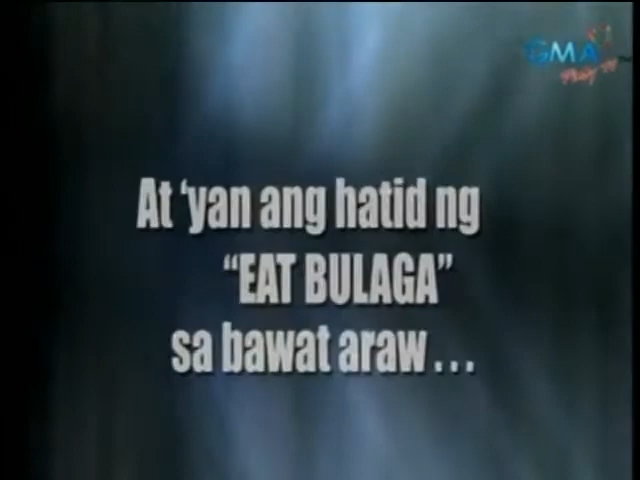 GMA
At ‘yan ang hatid ng
“EAT BULAGA”
sa bawat araw . . .